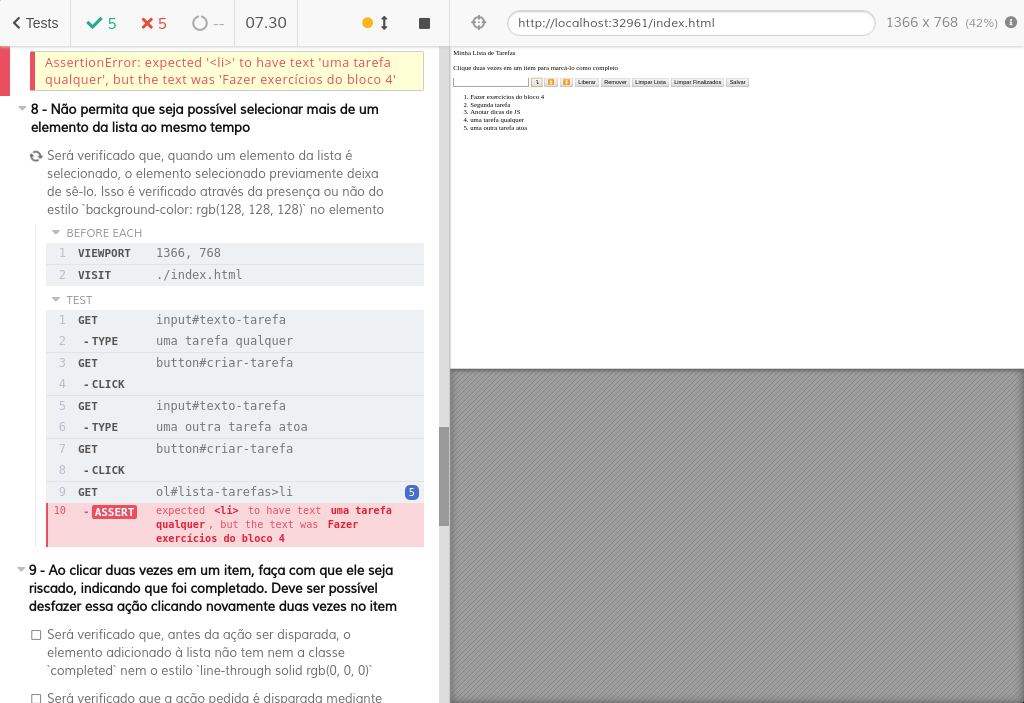 Tests
5
5
--
07.30
http://localhost:32961/index.html
1366 x 768 (42%)
AssertionError: expected '<li>' to have text 'uma tarefa
qualquer', but the text was 'Fazer exercícios do bloco 4'
8 - Não permita que seja possível selecionar mais de um
elemento da lista ao mesmo tempo
Será verificado que, quando um elemento da lista é
selecionado, o elemento selecionado previamente deixa
de sê-lo. Isso é verificado através da presença ou não do
estilo `background-color: rgb(128, 128, 128)` no elemento
BEFORE EACH
1 VIEWPORT 1366, 768
2 VISIT ./index.html
TEST
1 GET input#texto-tarefa
2 -TYPE uma tarefa qualquer
3 GET button#criar-tarefa
4 -CLICK
5 GET input#texto-tarefa
6 -TYPE uma outra tarefa atoa
7 GET button#criar-tarefa
8 -CLICK
9 GET ol#lista-tarefas>li 5
10 -ASSERT expected <li> to have text uma tarefa
qualquer, but the text was Fazer
exercícios do bloco 4
9 - Ao clicar duas vezes em um item, faça com que ele seja
riscado, indicando que foi completado. Deve ser possível
desfazer essa ação clicando novamente duas vezes no item
Será verificado que, antes da ação ser disparada, o
elemento adicionado à lista não tem nem a classe
`completed` nem o estilo `line-through solid rgb(0, 0, 0)`
Será verificado que a ação pedida é disparada mediante
Minha Lista de Tarefas
Clique duas vezes em um item para marcá-lo como completo
Liberar Remover Limpar Lista Limpar Finalizados Salvar
1. Fazer exercícios do bloco 4
2. Segunda tarefa
3. Anotar dicas de JS
4. uma tarefa qualquer
5. uma outra tarefa atoa